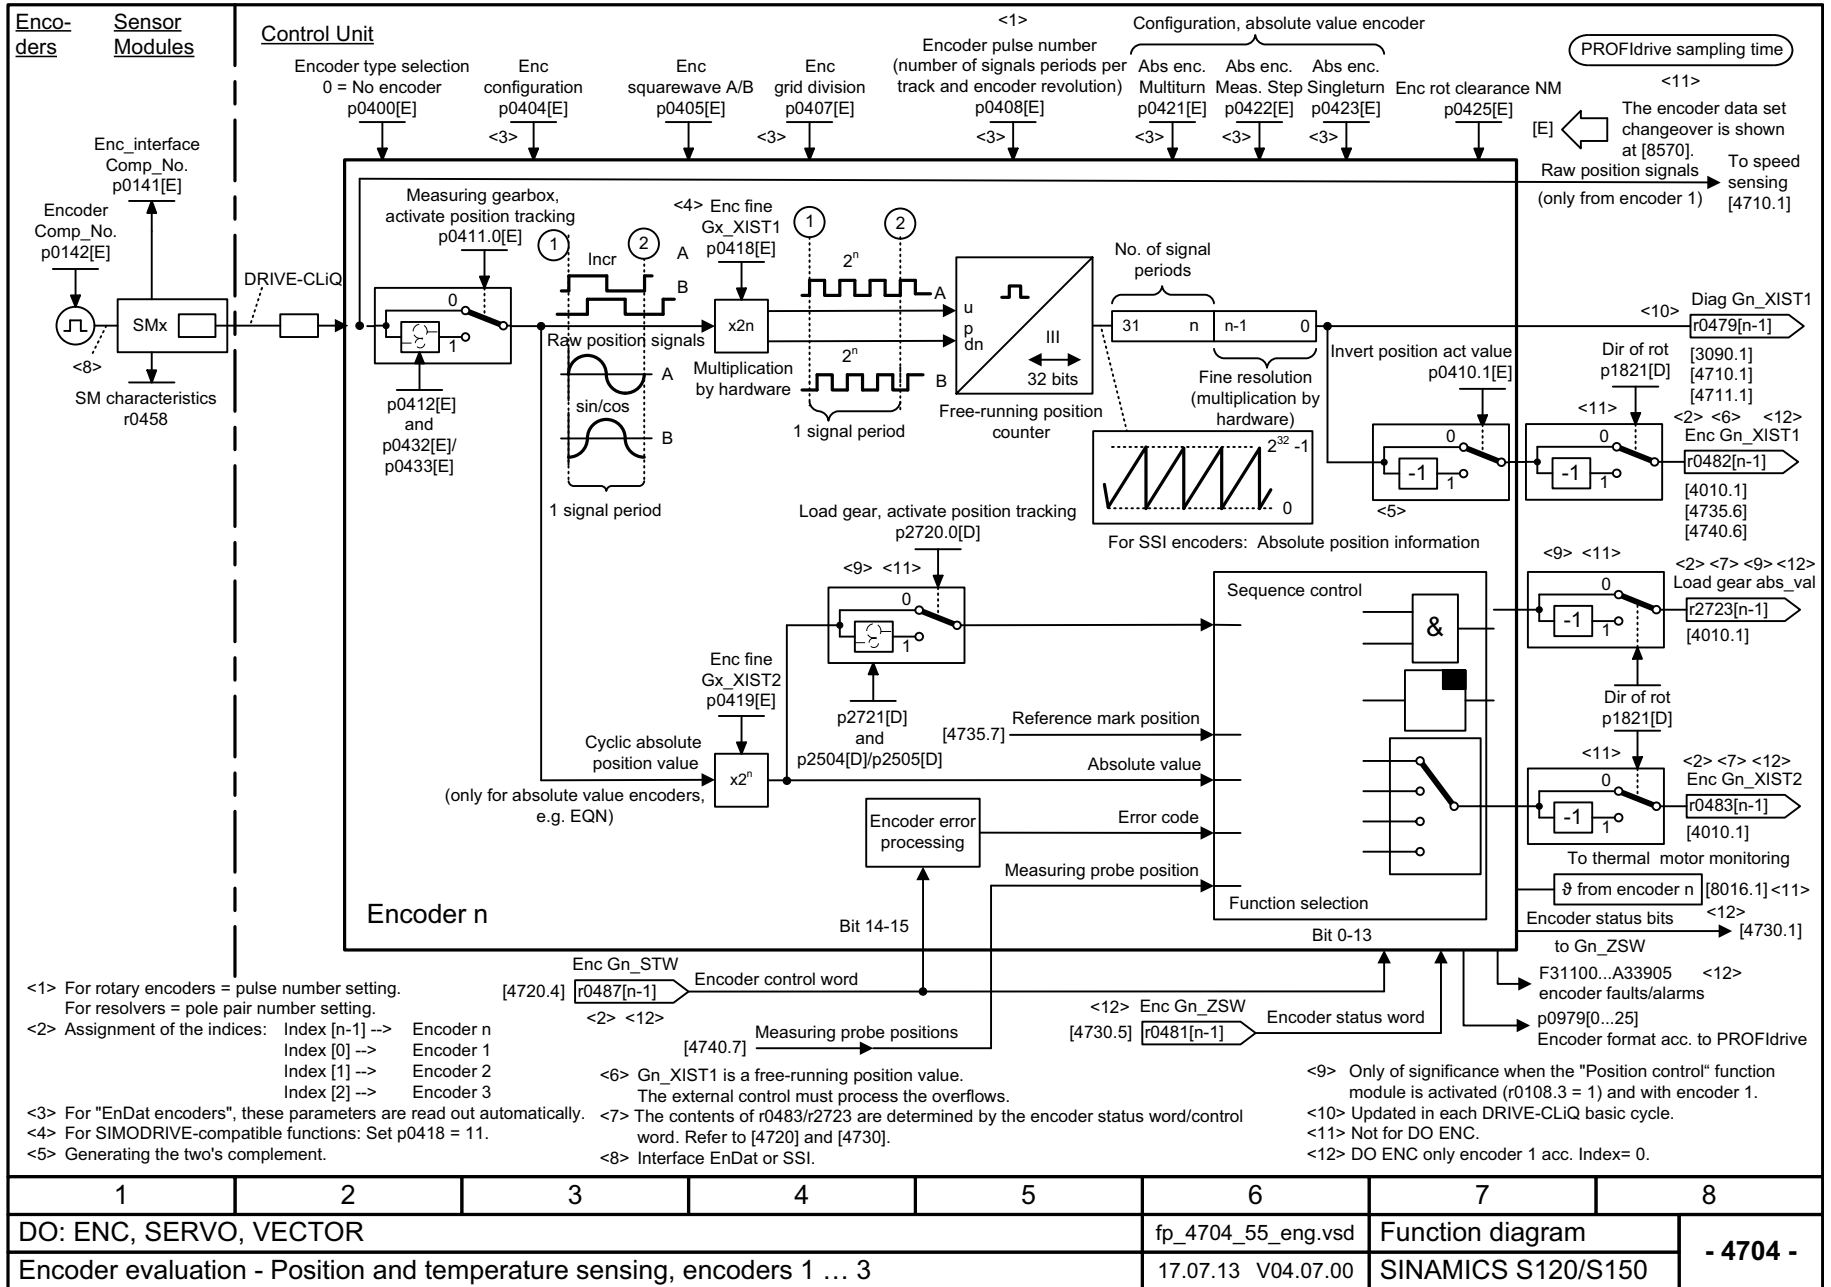 Enco-
ders
Sensor
Modules
Control Unit
Encoder type selection
0 = No encoder
p0400[E]
Enc
configuration
p0404[E]
<3>
Enc
squarewave A/B
p0405[E]
Enc
grid division
p0407[E]
<3>
<1>
Encoder pulse number
(number of signals periods per
track and encoder revolution)
p0408[E]
<3>
Configuration, absolute value encoder
Abs enc.
Multiturn
p0421[E]
<3>
Abs enc.
Meas. Step
p0422[E]
<3>
Abs enc.
Singleturn
p0423[E]
<3>
Enc rot clearance NM
p0425[E]
PROFIdrive sampling time
<11>
[E]
The encoder data set
changeover is shown
at [8570].
Raw position signals
(only from encoder 1)
To speed
sensing
[4710.1]
Enc_interface
Comp_No.
p0141[E]
Encoder
Comp_No.
p0142[E]
SMx
<8>
SM characteristics
r0458
DRIVE-CLiQ
Measuring gearbox,
activate position tracking
p0411.0[E]
0
1
p0412[E]
and
p0432[E]/
p0433[E]
1
2
Incr
A
B
Raw position signals
A
sin/cos
B
1 signal period
<4> Enc fine
Gx_XIST1
p0418[E]
x2n
Multiplication
by hardware
1
2
2n
A
2n
B
1 signal period
u
p
dn
III
32 bits
Free-running position
counter
No. of signal
periods
31
n
n-1
0
Fine resolution
(multiplication by
hardware)
232 -1
0
For SSI encoders: Absolute position information
<10>
Diag Gn_XIST1
r0479[n-1]
[3090.1]
[4710.1]
[4711.1]
Invert position act value
p0410.1[E]
0
-1
1
<5>
Dir of rot
p1821[D]
<11>
0
-1
1
<2> <6> <12>
Enc Gn_XIST1
r0482[n-1]
[4010.1]
[4735.6]
[4740.6]
Load gear, activate position tracking
p2720.0[D]
<9> <11>
0
1
p2721[D]
and
p2504[D]/p2505[D]
Enc fine
Gx_XIST2
p0419[E]
Cyclic absolute
position value
x2n
(only for absolute value encoders,
e.g. EQN)
Sequence control
&
Function selection
[4735.7]
Reference mark position
Absolute value
Encoder error
processing
Error code
Measuring probe position
<9> <11>
0
-1
1
<2> <7> <9> <12>
Load gear abs_val
r2723[n-1]
[4010.1]
Dir of rot
p1821[D]
<11>
0
-1
1
<2> <7> <12>
Enc Gn_XIST2
r0483[n-1]
[4010.1]
To thermal motor monitoring
ϑ from encoder n
[8016.1]
<11>
Encoder status bits
<12>
[4730.1]
to Gn_ZSW
F31100...A33905 <12>
encoder faults/alarms
p0979[0...25]
Encoder format acc. to PROFIdrive
Encoder n
Bit 14-15
Bit 0-13
Enc Gn_STW
[4720.4]
r0487[n-1]
Encoder control word
<2> <12>
Measuring probe positions
[4740.7]
<12> Enc Gn_ZSW
[4730.5]
r0481[n-1]
Encoder status word
<1> For rotary encoders = pulse number setting.
For resolvers = pole pair number setting.
<2> Assignment of the indices: Index [n-1] --> Encoder n
Index [0] --> Encoder 1
Index [1] --> Encoder 2
Index [2] --> Encoder 3
<3> For "EnDat encoders", these parameters are read out automatically.
<4> For SIMODRIVE-compatible functions: Set p0418 = 11.
<5> Generating the two's complement.
<6> Gn_XIST1 is a free-running position value.
The external control must process the overflows.
<7> The contents of r0483/r2723 are determined by the encoder status word/control
word. Refer to [4720] and [4730].
<8> Interface EnDat or SSI.
<9> Only of significance when the "Position control“ function
module is activated (r0108.3 = 1) and with encoder 1.
<10> Updated in each DRIVE-CLiQ basic cycle.
<11> Not for DO ENC.
<12> DO ENC only encoder 1 acc. Index= 0.
1 2 3 4 5 6 7 8
DO: ENC, SERVO, VECTOR
fp_4704_55_eng.vsd
Function diagram
- 4704 -
Encoder evaluation - Position and temperature sensing, encoders 1 … 3
17.07.13 V04.07.00
SINAMICS S120/S150